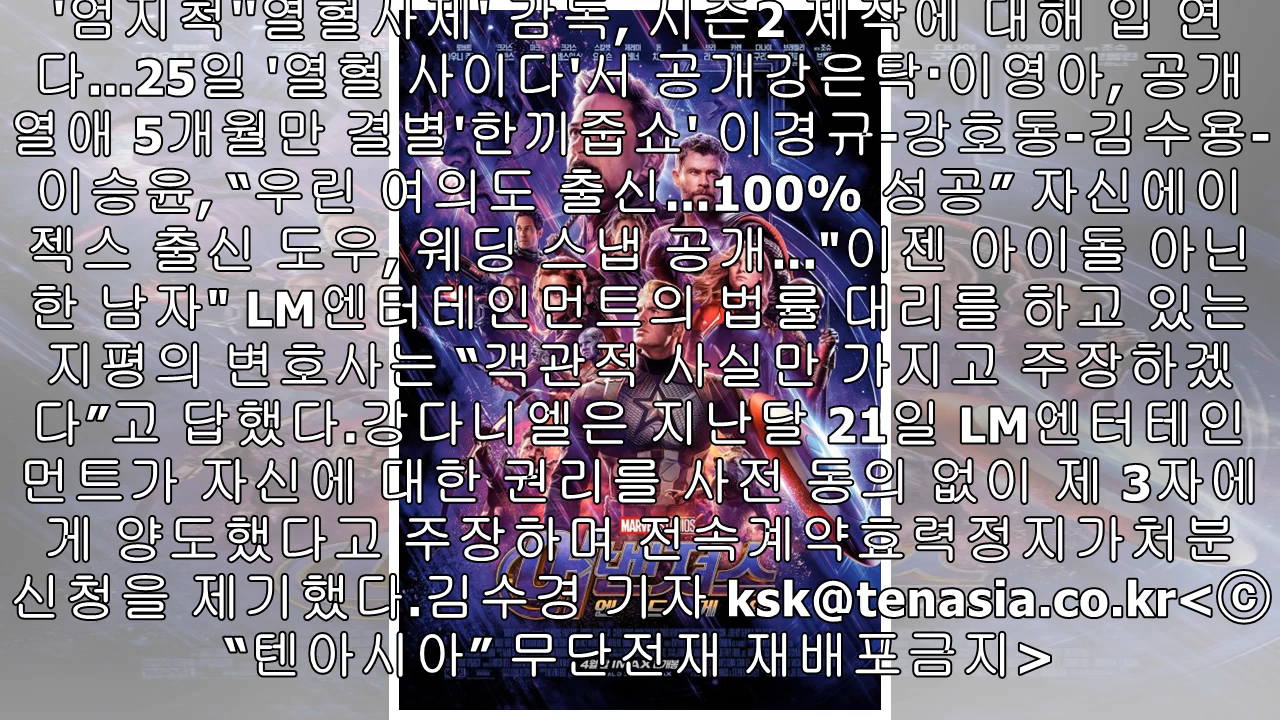 '엄지척''열혈사제' 감독, 시즌2 제작에 대해 입 연
다...25일 '열혈 사이다'서 공개강은탁·이영아, 공개
열애 5개월만 결별'한끼줍쇼' 이경규-강호동-김수용-
이승윤, “우린 여의도 출신...100% 성공” 자신에이
젝스 출신 도우, 웨딩 스냅 공개..."이젠 아이돌 아닌
한 남자" LM엔터테인먼트의 법률 대리를 하고 있는
지평의 변호사는 “객관적 사실만 가지고 주장하겠
다”고 답했다.강다니엘은 지난달 21일 LM엔터테인
먼트가 자신에 대한 권리를 사전 동의 없이 제 3자에
게 양도했다고 주장하며 전속계약효력정지가처분
신청을 제기했다.김수경 기자 ksk@tenasia.co.kr<ⓒ
“텐아시아” 무단전재 재배포금지>
MARVEL STUDIOS
어벤져스
엔드게임